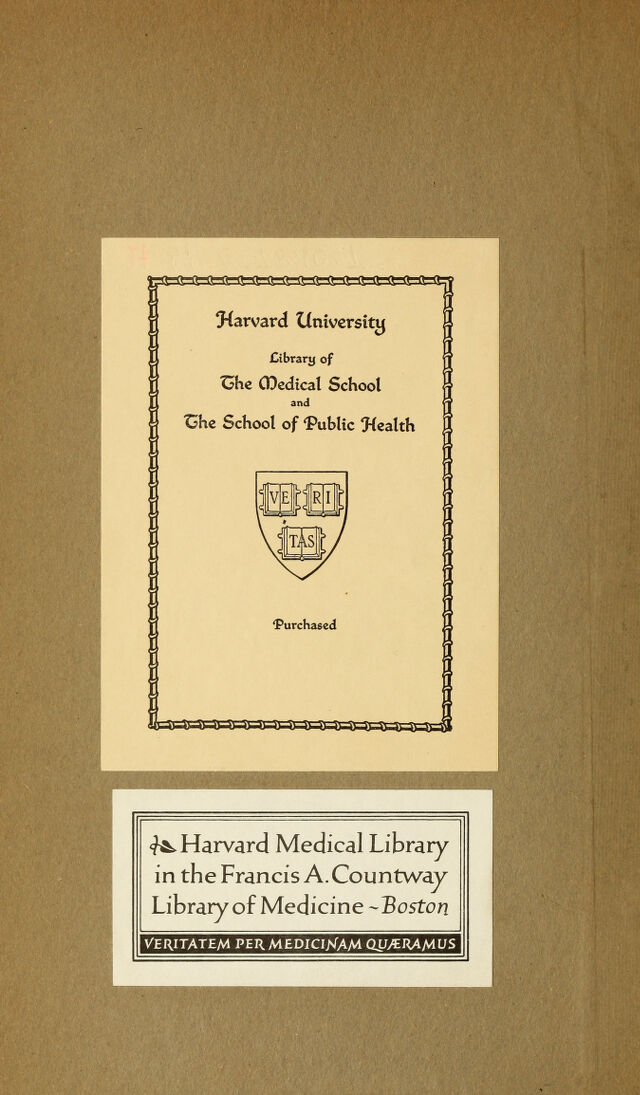 Harvard University
Library of
The Medical School
and
The School of Public Health
VE RI
TAS
Purchased
Harvard Medical Library
in the Francis A. Countway
Library of Medicine ~ Boston
VERITATEM PER MEDICINAM QUÆRAMUS